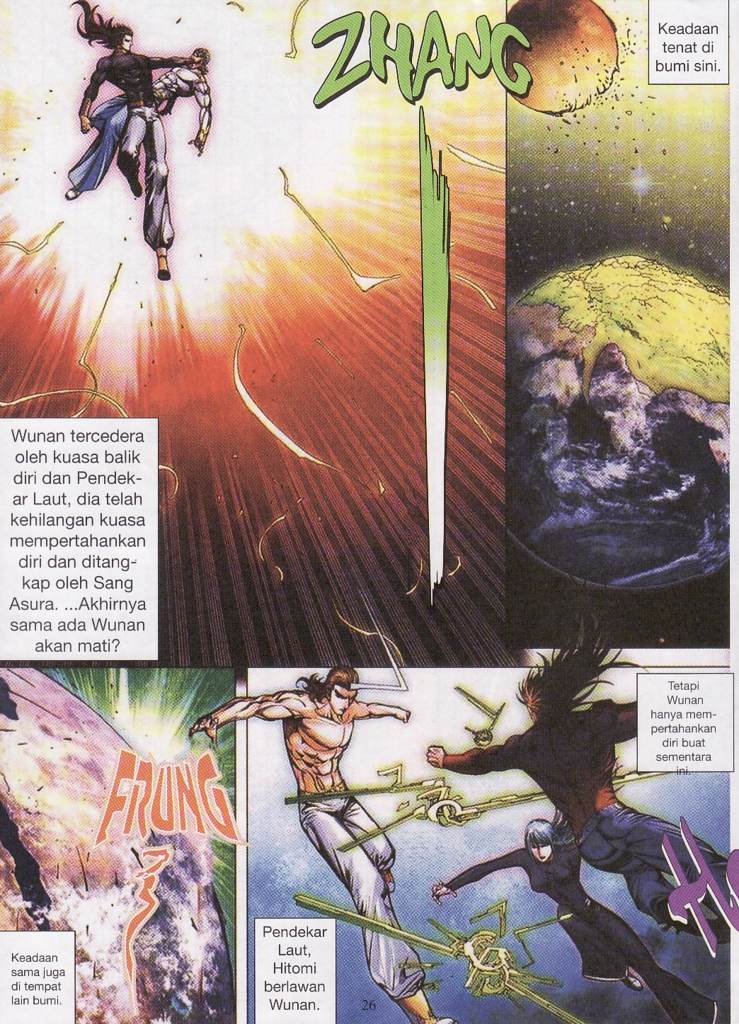 ZHANG
Keadaan
tenat di
bumi sini.
Wunan tercedera
oleh kuasa balik
diri dan Pendek-
ar Laut, dia telah
kehilangan kuasa
mempertahankan
diri dan ditang-
kap oleh Sang
Asura. ...Akhirnya
sama ada Wunan
akan mati?
FRUNG
Keadaan
sama juga
di tempat
lain bumi.
Tetapi
Wunan
hanya mem-
pertahankan
diri buat
sementara
ini.
Pendekar
Laut,
Hitomi
berlawan
Wunan.
26